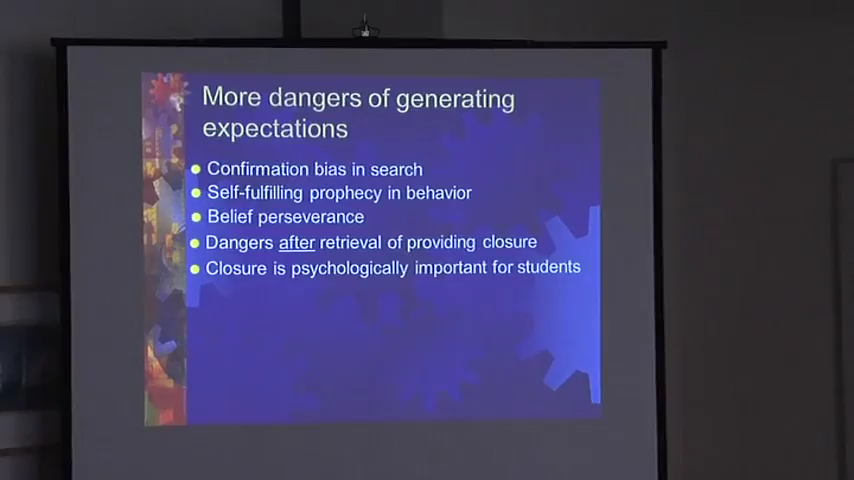 More dangers of generating
expectations
Confirmation bias in search
Self-fulfilling prophecy in behavior
Belief perseverance
Dangers after retrieval of providing closure
Closure is psychologically important for students